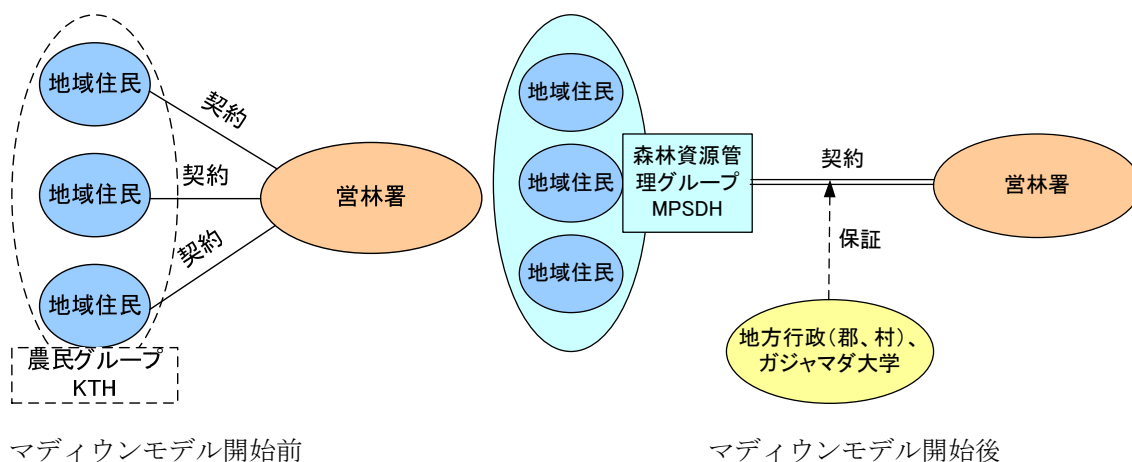 地域住民
地域住民
地域住民
契約
契約
契約
営林署
農民グループ
KTH
マディウンモデル開始前
地域住民
地域住民
地域住民
森林資源管
理グループ
MPSDH
契約
保証
営林署
地方行政(郡、村)、
ガジャマダ大学
マディウンモデル開始後